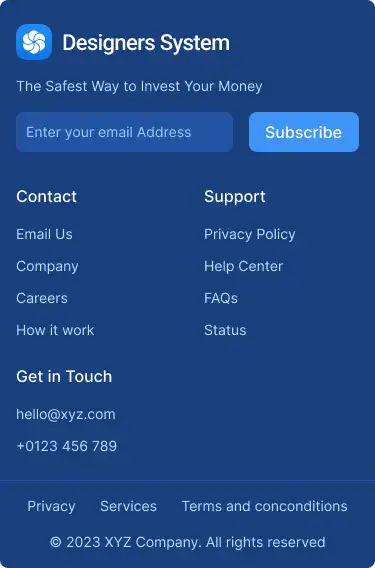 Designers System
The Safest Way to Invest Your Money
Enter your email Address
Subscribe
Contact
Email Us
Company
Careers
How it work
Support
Privacy Policy
Help Center
FAQs
Status
Get in Touch
hello@xyz.com
+0123 456 789
Privacy
Services
Terms and conconditions
© 2023 XYZ Company. All rights reserved